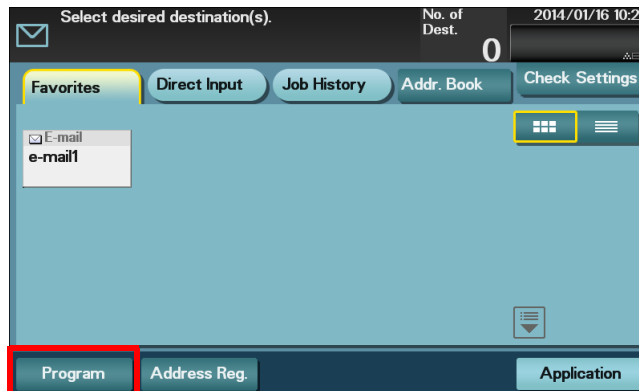 Select desired destination(s).
No. of
Dest.
0
2014/01/16 10:2
Favorites
Direct Input
Job History
Addr. Book
Check Settings
E-mail
e-mail1
Program
Address Reg.
Application